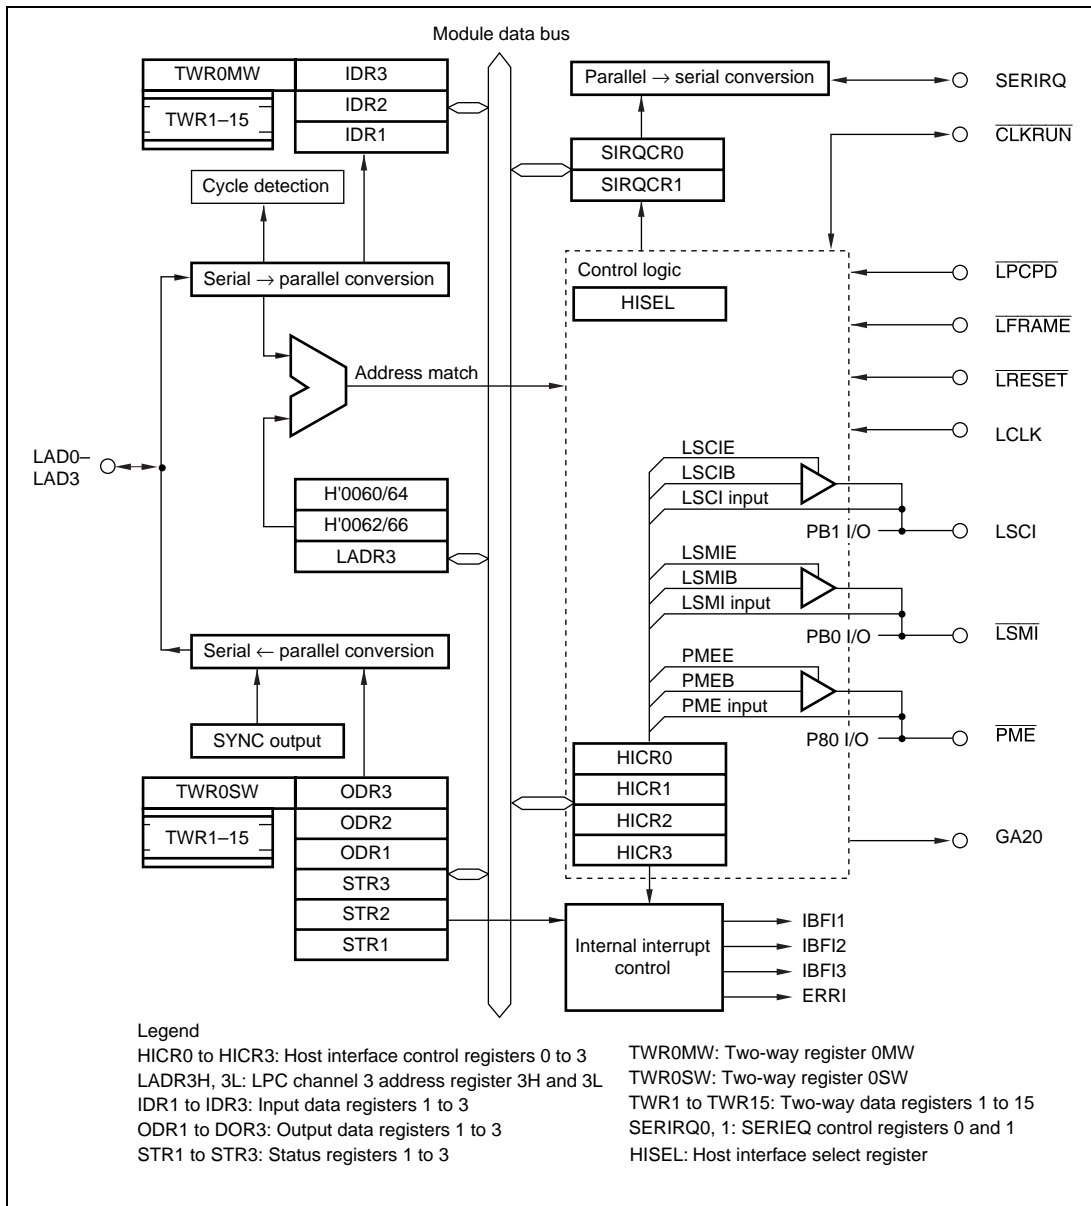 Module data bus
TWR0MW
IDR3
TWR1–15
IDR2
IDR1
Parallel → serial conversion
SERIRQ
CLKRUN
SIRQCR0
SIRQCR1
Cycle detection
Serial → parallel conversion
Control logic
HISEL
LPCPD
LFRAME
LRESET
LCLK
Address match
LAD0–
LAD3
H'0060/64
H'0062/66
LADR3
LSCIE
LSCIB
LSCI input
PB1 I/O
LSCI
LSMIE
LSMIB
LSMI input
PB0 I/O
LSMI
PMEE
PMEB
PME input
P80 I/O
PME
Serial ← parallel conversion
SYNC output
TWR0SW
ODR3
TWR1–15
ODR2
ODR1
STR3
STR2
STR1
HICR0
HICR1
HICR2
HICR3
GA20
Internal interrupt
control
IBFI1
IBFI2
IBFI3
ERRI
Legend
HICR0 to HICR3: Host interface control registers 0 to 3
LADR3H, 3L: LPC channel 3 address register 3H and 3L
IDR1 to IDR3: Input data registers 1 to 3
ODR1 to DOR3: Output data registers 1 to 3
STR1 to STR3: Status registers 1 to 3
TWR0MW: Two-way register 0MW
TWR0SW: Two-way register 0SW
TWR1 to TWR15: Two-way data registers 1 to 15
SERIRQ0, 1: SERIEQ control registers 0 and 1
HISEL: Host interface select register